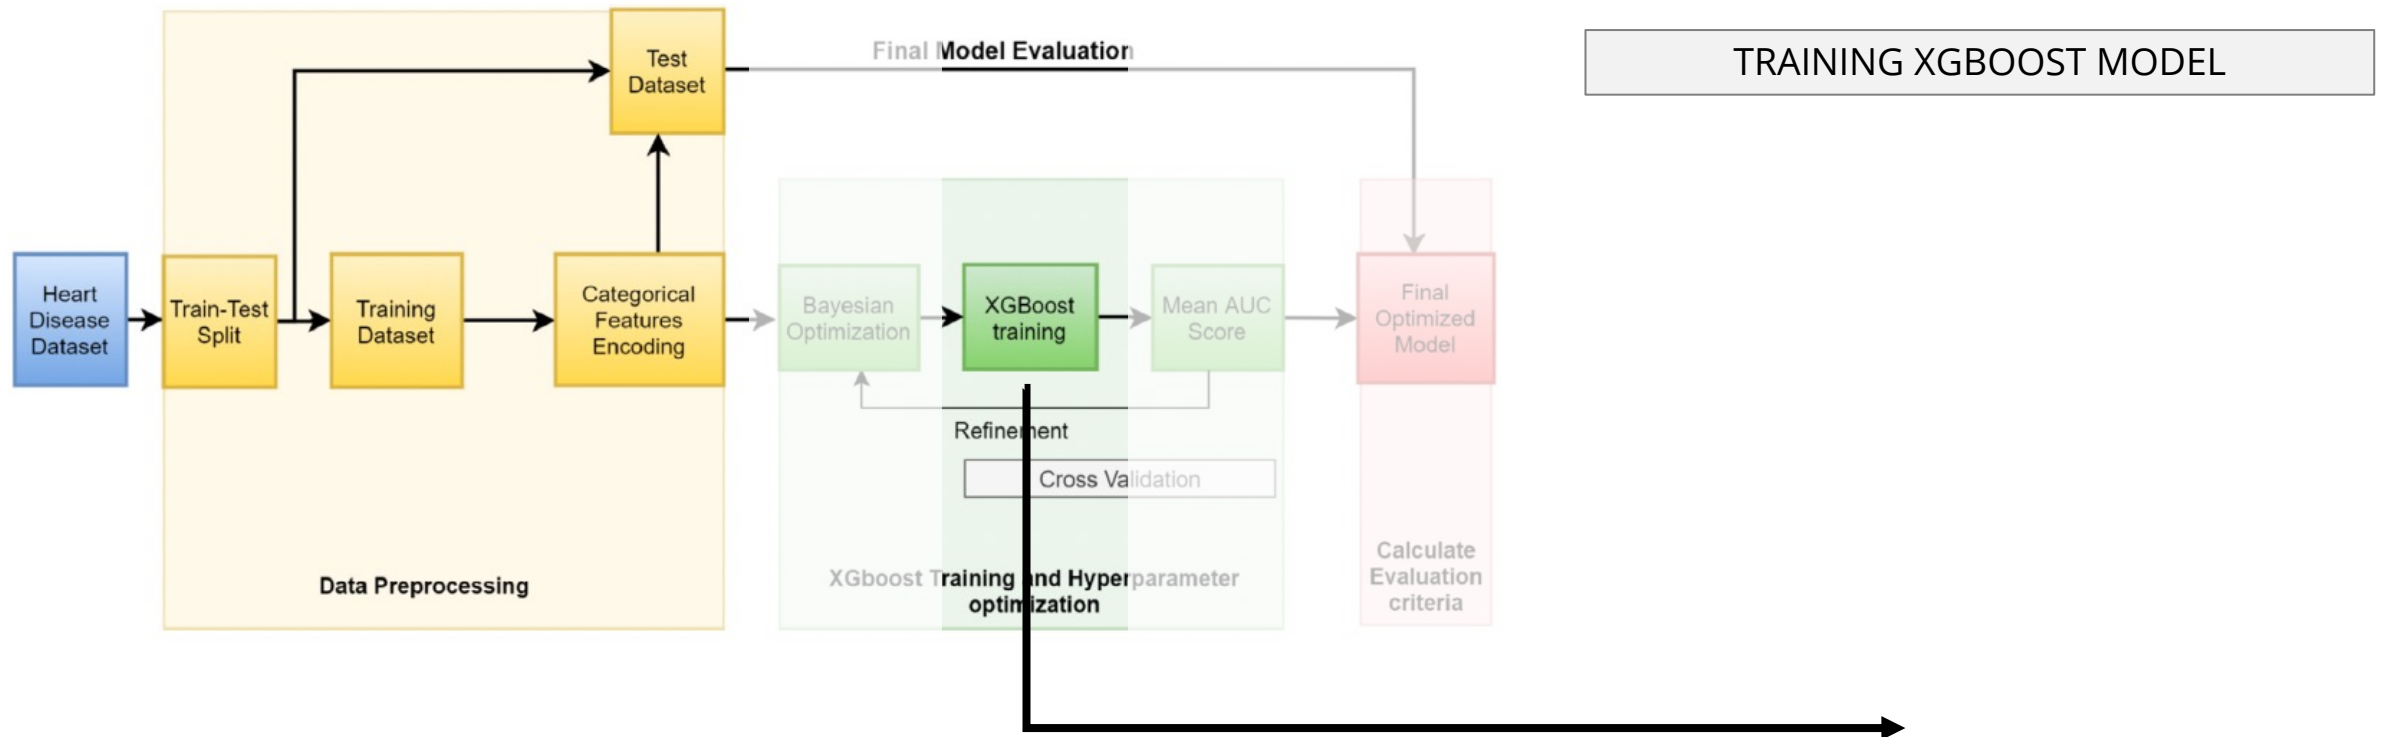 TRAINING XGBOOST MODEL
Test
Dataset
Final Model Evaluation
Heart
Disease
Dataset
Train-Test
Split
Training
Dataset
Categorical
Features
Encoding
Bayesian
Optimization
XGBoost
training
Mean AUC
Score
Final
Optimized
Model
Refinement
Cross Validation
Data Preprocessing
XGboost Training and Hyperparameter
optimization
Calculate
Evaluation
criteria